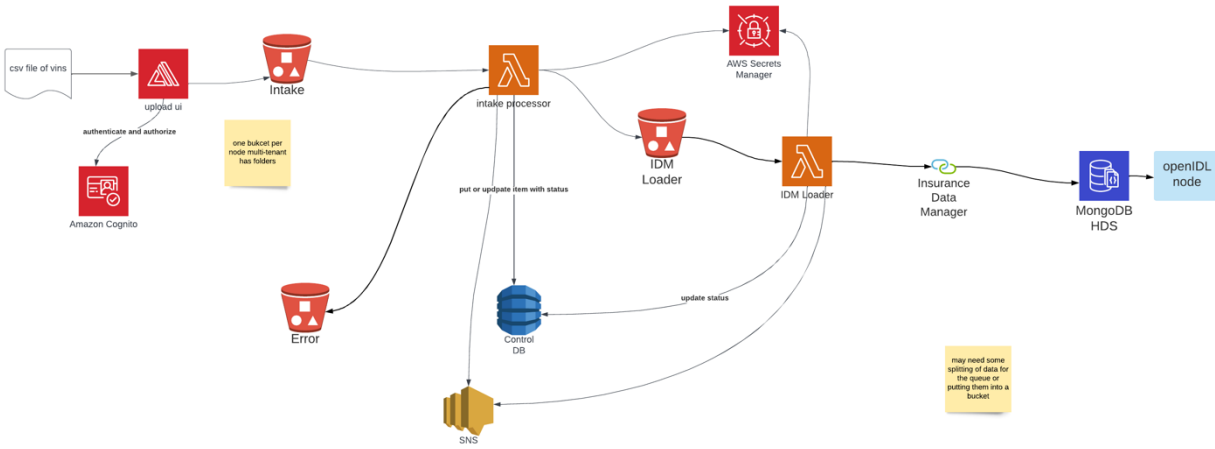 csv file of vins
upload ui
authenticate and authorize
Amazon Cognito
Intake
one bukcet per
node multi-tenant
has folders
Error
intake processor
put or updpate item with status
Control
DB
SNS
IDM
Loader
AWS Secrets
Manager
IDM Loader
update status
Insurance
Data
Manager
MongoDB
HDS
openIDL
node
may need some
splitting of data for
the queue or
putting them into a
bucket